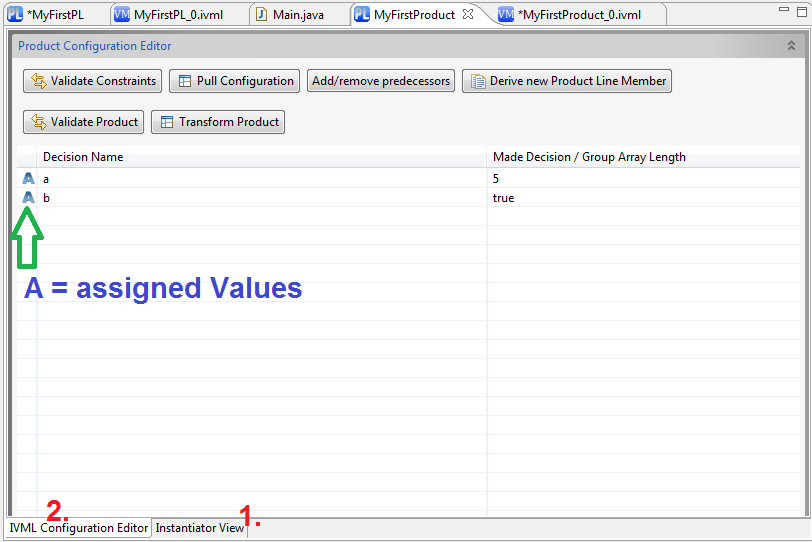 PL *MyFirstPL VM MyFirstPL_0.ivml J Main.java PL MyFirstProduct VM *MyFirstProduct_0.ivml
Product Configuration Editor
Validate Constraints Pull Configuration Add/remove predecessors Derive new Product Line Member
Validate Product Transform Product
Decision Name Made Decision / Group Array Length
A a 5
A b true
A = assigned Values
2. 1.
IVML Configuration Editor Instantiator View